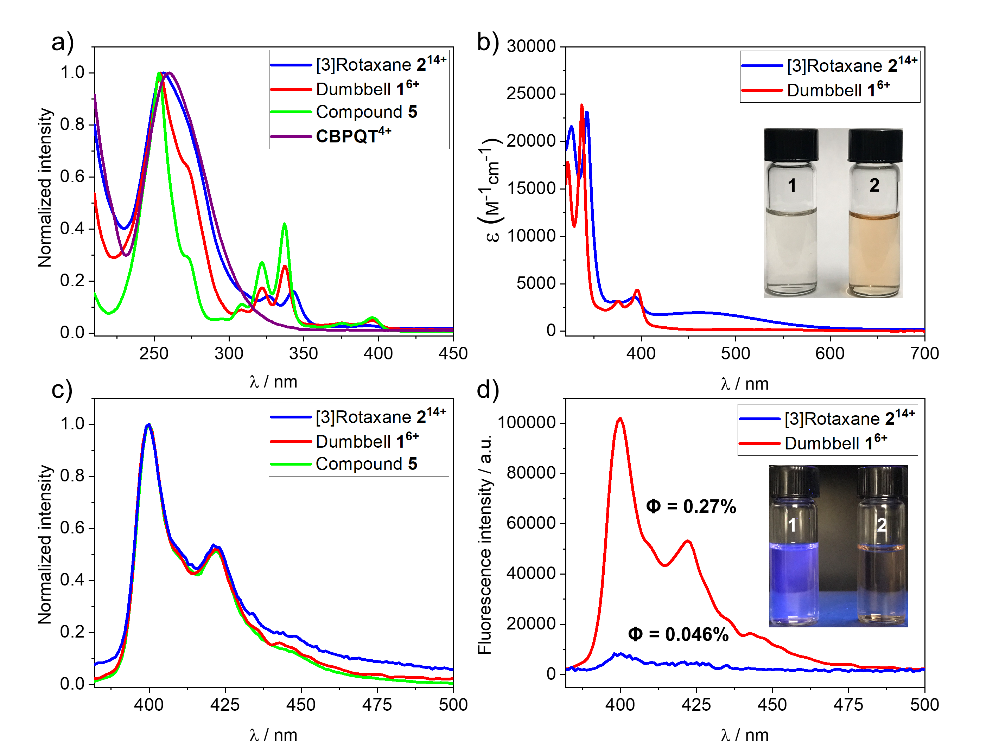 a)
Normalized intensity
1.0
0.8
0.6
0.4
0.2
0.0
[3]Rotaxane 2¹⁴⁺
Dumbbell 1⁶⁺
Compound 5
CBPQT⁴⁺
250 300 350 400 450
λ / nm
b)
ε (M⁻¹cm⁻¹)
30000
25000
20000
15000
10000
5000
0
[3]Rotaxane 2¹⁴⁺
Dumbbell 1⁶⁺
1 2
400 500 600 700
λ / nm
c)
Normalized intensity
1.0
0.8
0.6
0.4
0.2
0.0
[3]Rotaxane 2¹⁴⁺
Dumbbell 1⁶⁺
Compound 5
400 425 450 475 500
λ / nm
d)
Fluorescence intensity / a.u.
100000
80000
60000
40000
20000
0
[3]Rotaxane 2¹⁴⁺
Dumbbell 1⁶⁺
Φ = 0.27%
Φ = 0.046%
1 2
400 425 450 475 500
λ / nm